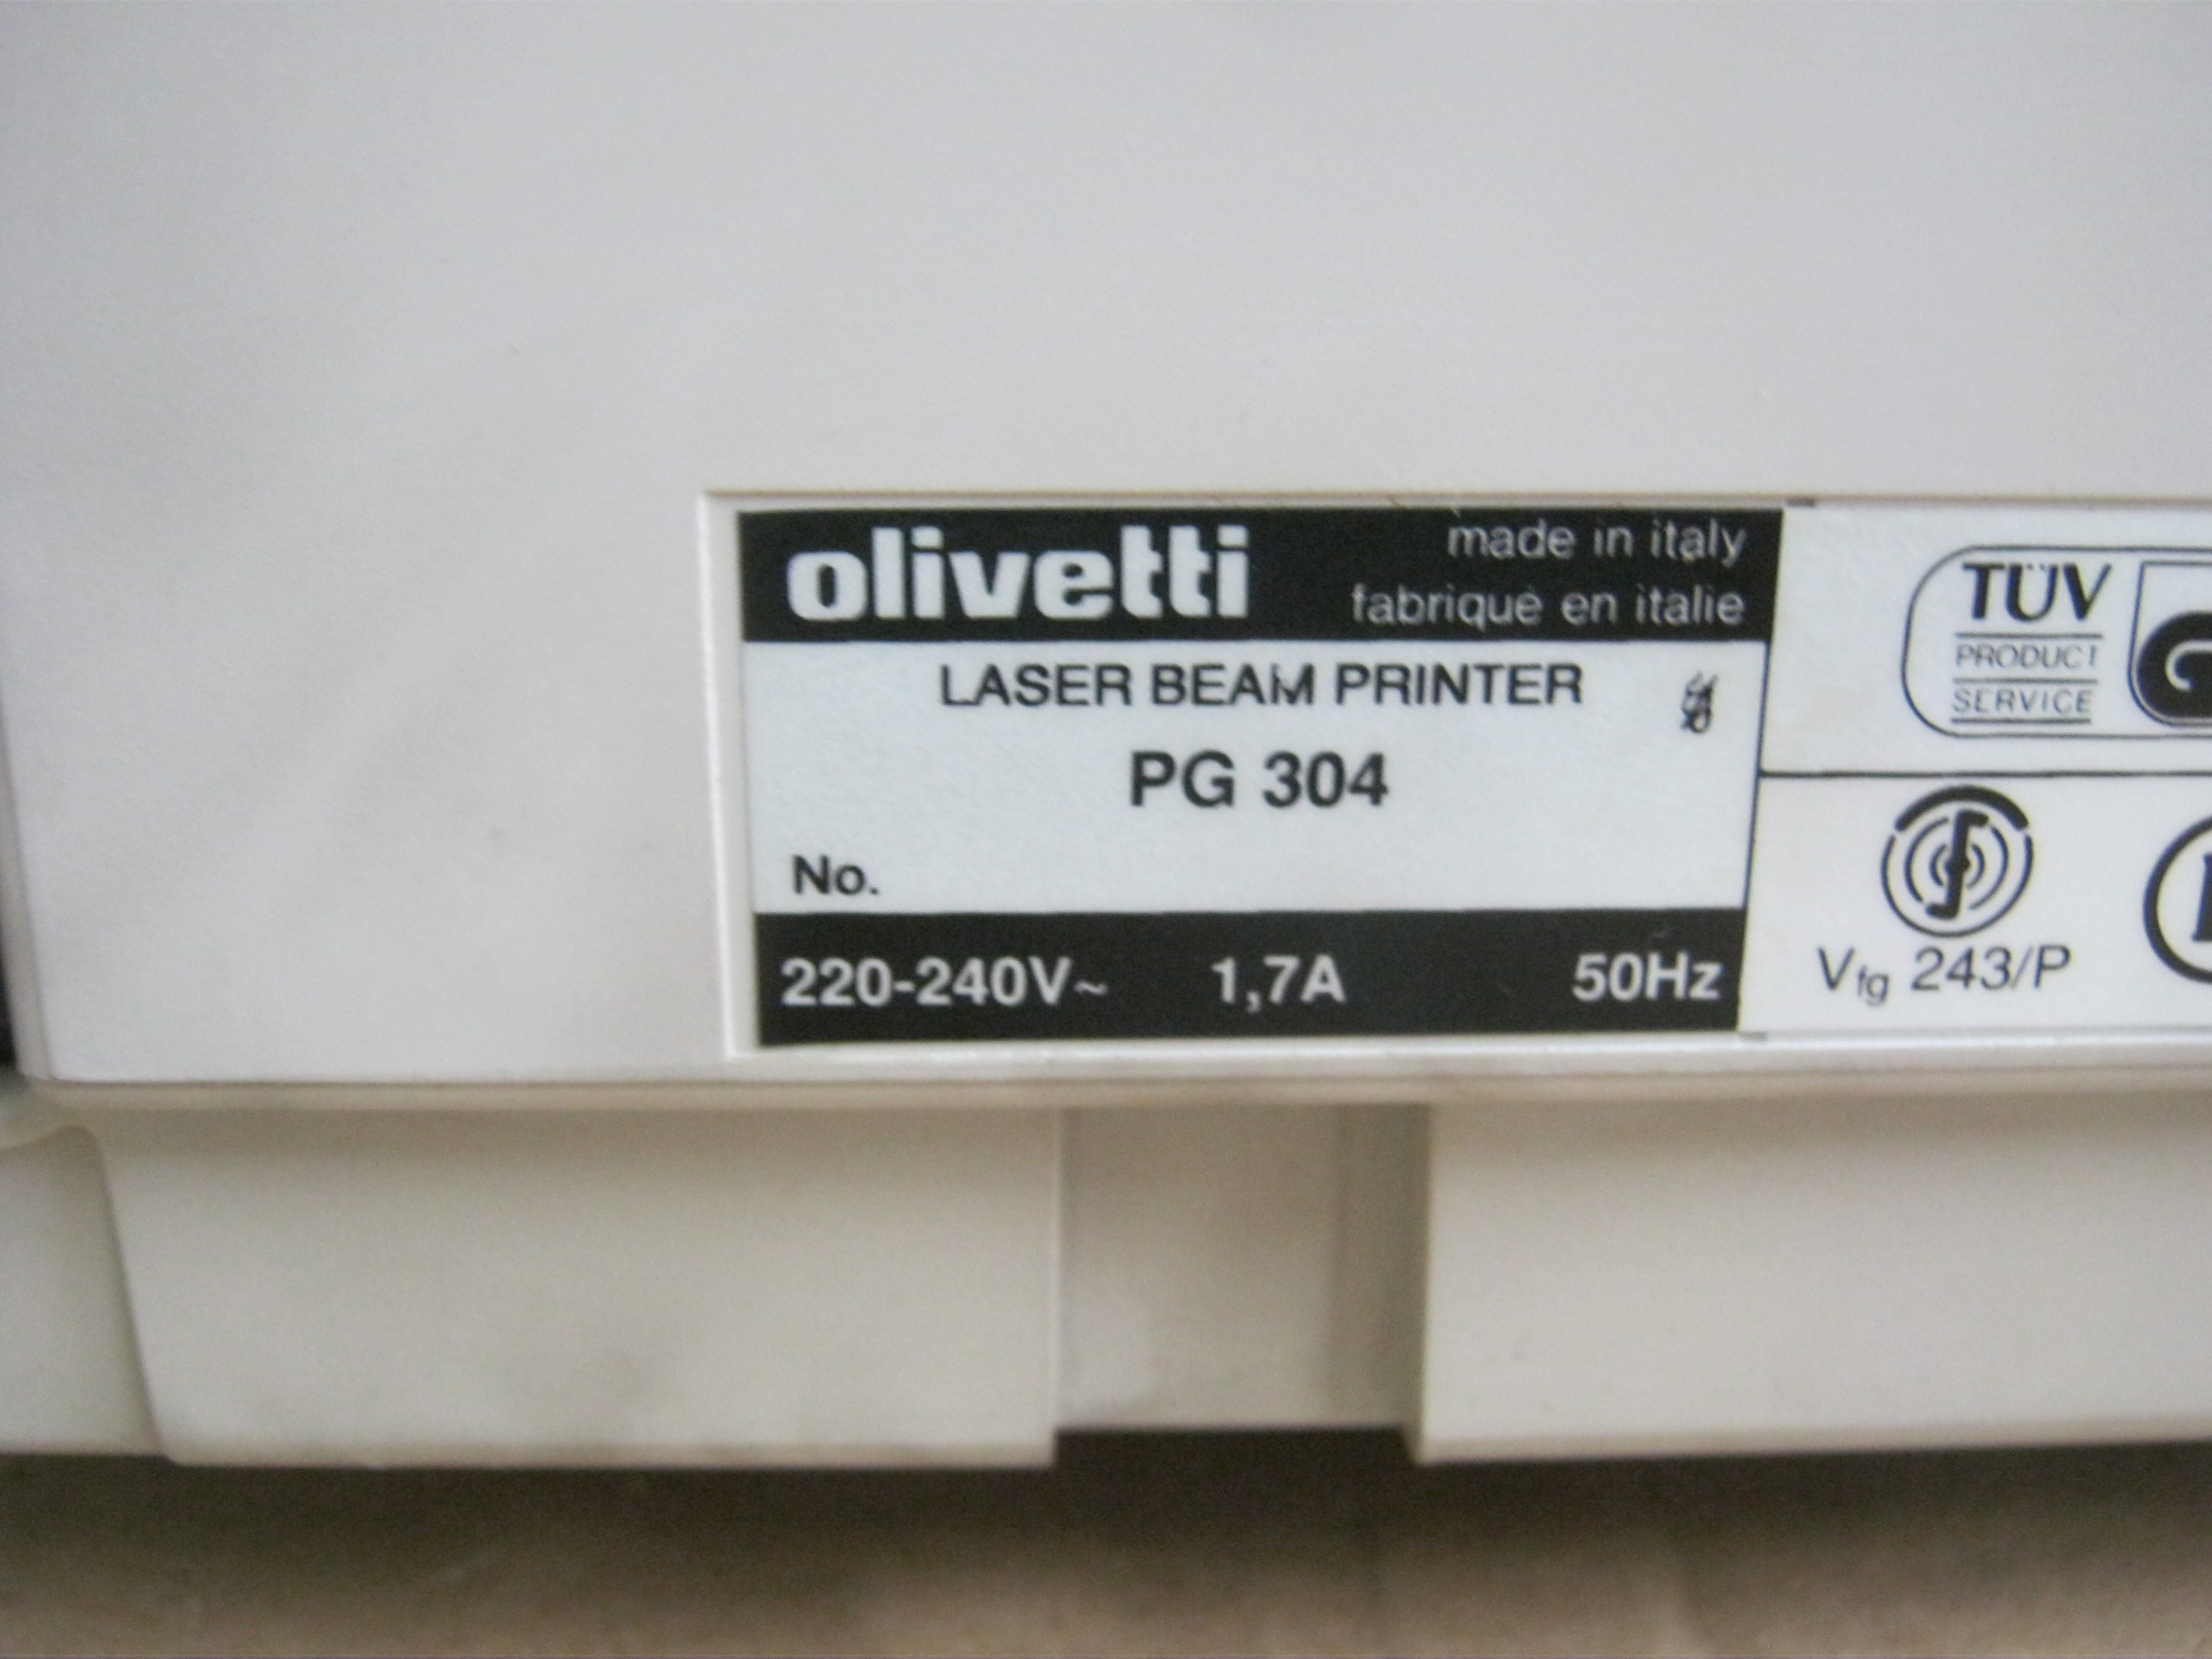 olivetti
made in italy
fabriqué en italie
LASER BEAM PRINTER
PG 304
No.
220-240V~ 1,7A 50Hz
TÜV
PRODUCT
SERVICE
Vfg 243/P